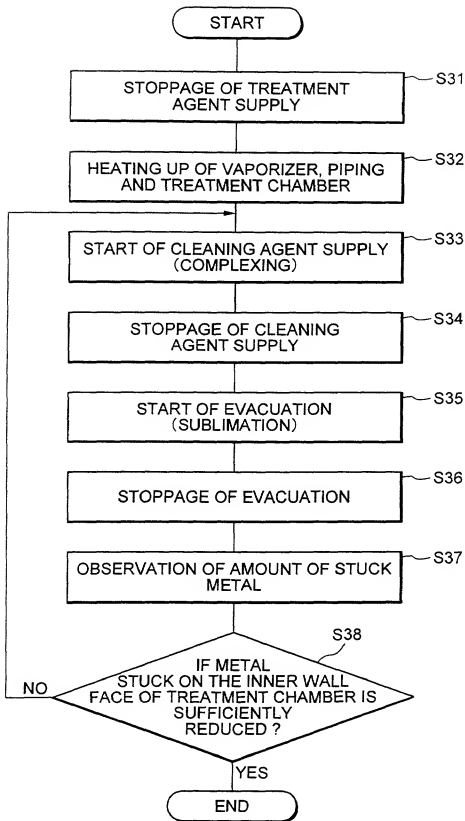 START
S31
STOPPAGE OF TREATMENT
AGENT SUPPLY
S32
HEATING UP OF VAPORIZER, PIPING
AND TREATMENT CHAMBER
S33
START OF CLEANING AGENT SUPPLY
(COMPLEXING)
S34
STOPPAGE OF CLEANING
AGENT SUPPLY
S35
START OF EVACUATION
(SUBLIMATION)
S36
STOPPAGE OF EVACUATION
S37
OBSERVATION OF AMOUNT OF STUCK
METAL
S38
IF METAL
STUCK ON THE INNER WALL
FACE OF TREATMENT CHAMBER IS
SUFFICIENTLY
REDUCED ?
NO
YES
END